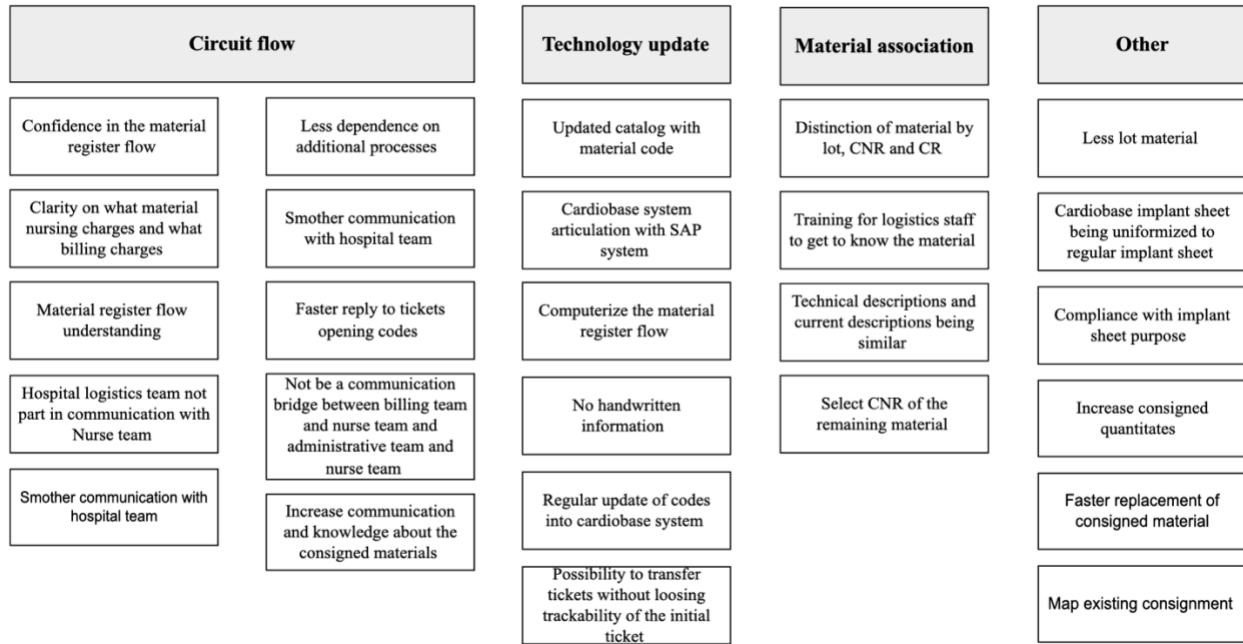 Circuit flow
Confidence in the material
register flow
Clarity on what material
nursing charges and what
billing charges
Material register flow
understanding
Hospital logistics team not
part in communication with
Nurse team
Smother communication with
hospital team
Less dependence on
additional processes
Smother communication
with hospital team
Faster reply to tickets
opening codes
Not be a communication
bridge between billing team
and nurse team and
administrative team and
nurse team
Increase communication
and knowledge about the
consigned materials
Technology update
Updated catalog with
material code
Cardiobase system
articulation with SAP
system
Computerize the material
register flow
No handwritten
information
Regular update of codes
into cardiobase system
Possibility to transfer
tickets without loosing
trackability of the initial
ticket
Material association
Distinction of material by
lot, CNR and CR
Training for logistics staff
to get to know the material
Technical descriptions and
current descriptions being
similar
Select CNR of the
remaining material
Other
Less lot material
Cardiobase implant sheet
being uniformized to
regular implant sheet
Compliance with implant
sheet purpose
Increase consigned
quantitates
Faster replacement of
consigned material
Map existing consignment